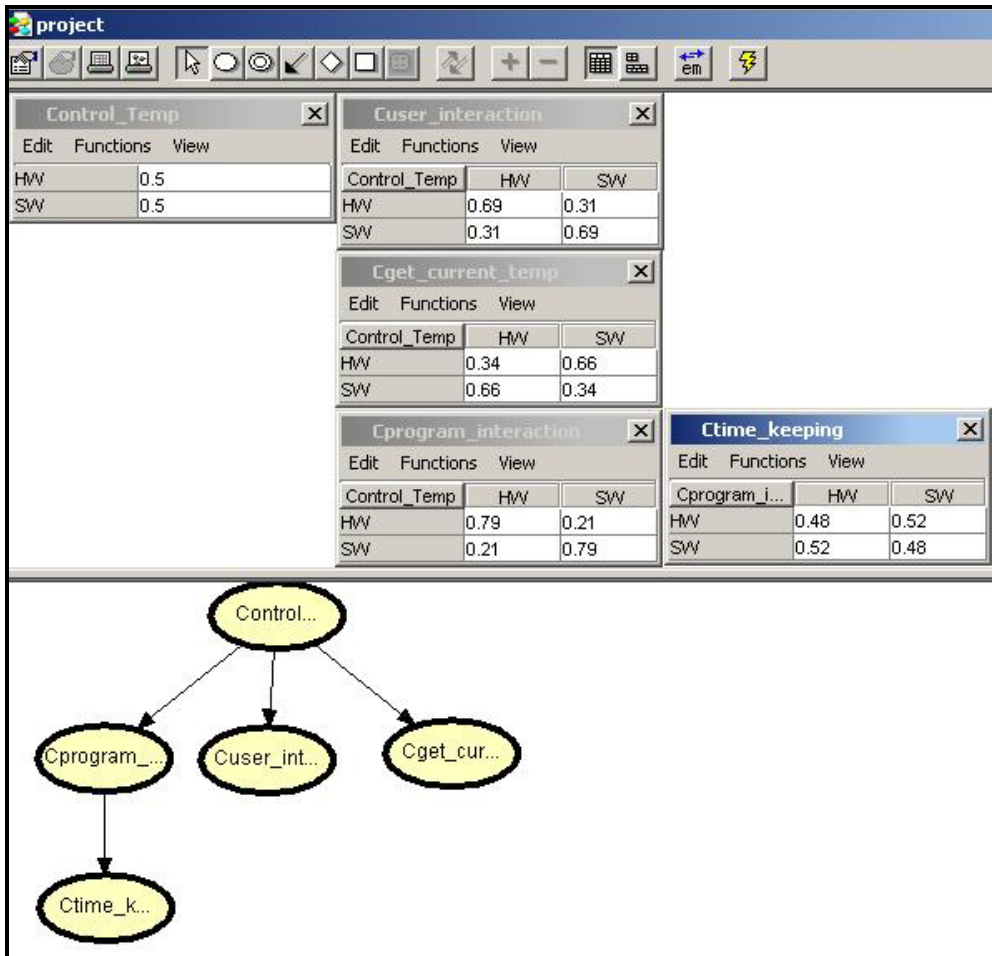 project
em
Control_Temp
Edit Functions View
HW 0.5
SW 0.5
Cuser_interaction
Edit Functions View
Control_Temp HW SW
HW 0.69 0.31
SW 0.31 0.69
Cget_current_temp
Edit Functions View
Control_Temp HW SW
HW 0.34 0.66
SW 0.66 0.34
Cprogram_interaction
Edit Functions View
Control_Temp HW SW
HW 0.79 0.21
SW 0.21 0.79
Ctime_keeping
Edit Functions View
Cprogram_i... HW SW
HW 0.48 0.52
SW 0.52 0.48
Control...
Cprogram_...
Cuser_int...
Cget_cur...
Ctime_k...